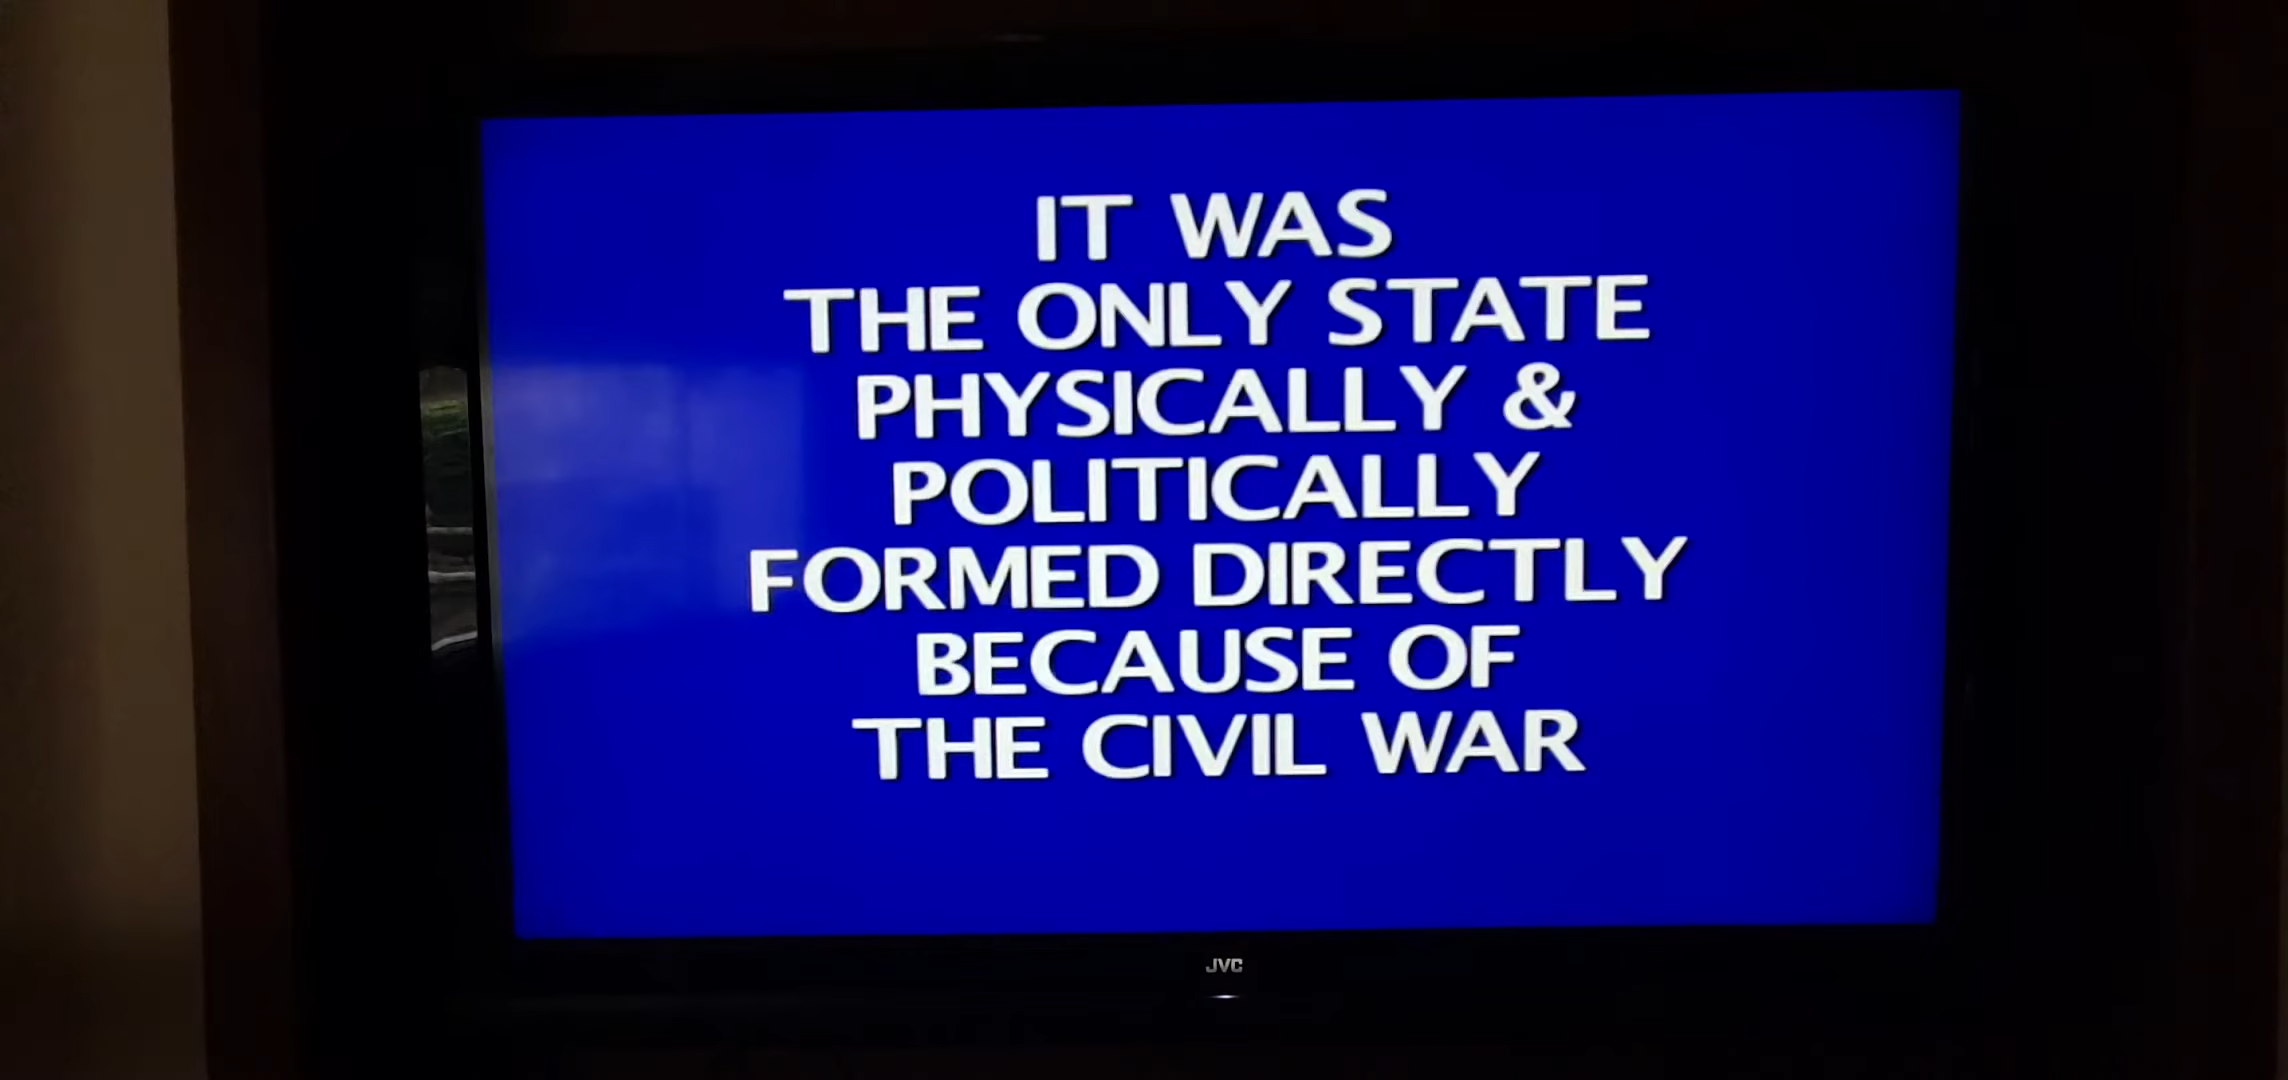 IT WAS
THE ONLY STATE
PHYSICALLY &
POLITICALLY
FORMED DIRECTLY
BECAUSE OF
THE CIVIL WAR
JVC